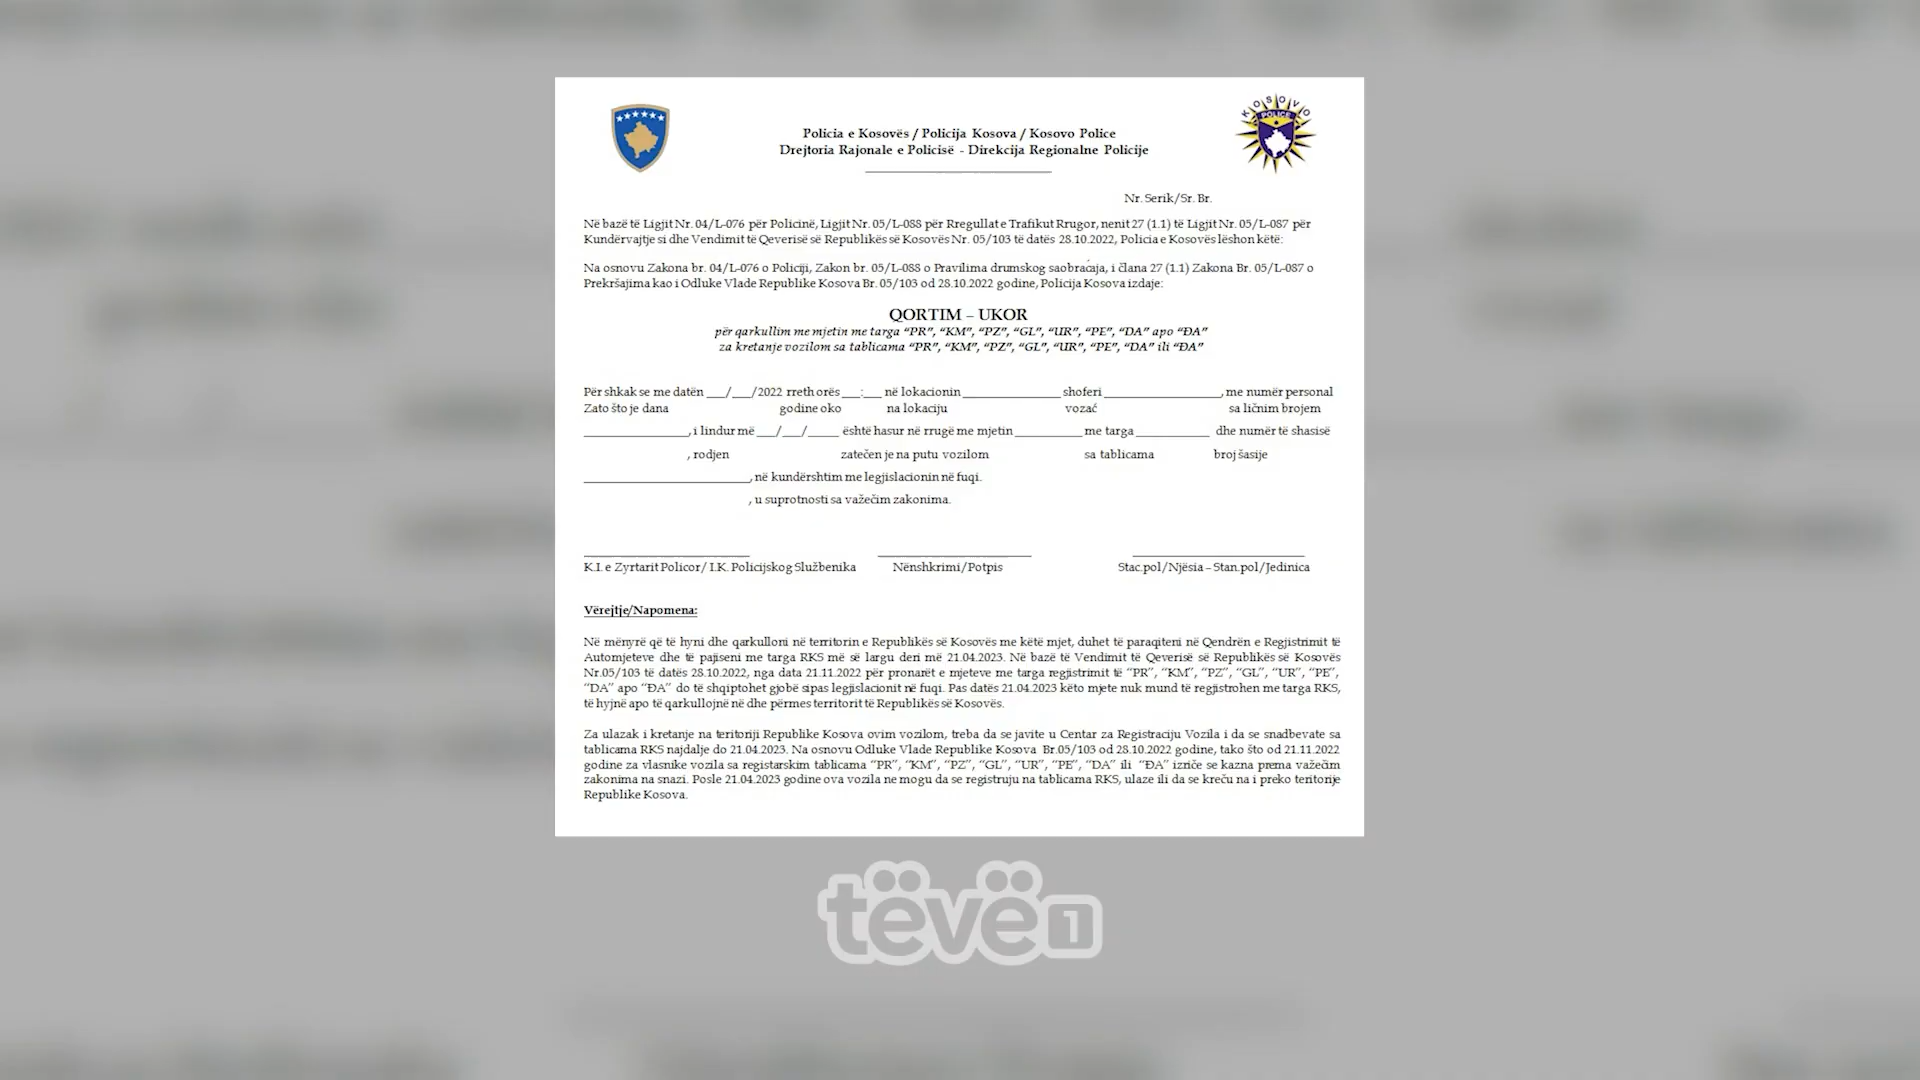 KOSOVO
POLICE
Policia e Kosovës / Policija Kosova / Kosovo Police
Drejtoria Rajonale e Policisë - Direkcija Regionalne Policije
Nr. Serik/Sr. Br.
Në bazë të Ligjit Nr. 04/L-076 për Policinë, Ligjit Nr. 05/L-088 për Rregullat e Trafikut Rrugor, nenit 27 (1.1) të Ligjit Nr. 05/L-087 për
Kundërvajtje si dhe Vendimit të Qeverisë së Republikës së Kosovës Nr. 05/103 të datës 28.10.2022, Policia e Kosovës lëshon këtë:
Na osnovu Zakona br. 04/L-076 o Policiji, Zakon br. 05/L-088 o Pravilima drumskog saobraćaja, i člana 27 (1.1) Zakona Br. 05/L-087 o
Prekršajima kao i Odluke Vlade Republike Kosova Br. 05/103 od 28.10.2022 godine, Policija Kosova izdaje:
QORTIM – UKOR
për qarkullim me mjetin me targa “PR”, “KM”, “PZ”, “GL”, “UR”, “PE”, “DA” apo “ĐA”
za kretanje vozilom sa tablicama “PR”, “KM”, “PZ”, “GL”, “UR”, “PE”, “DA” ili “ĐA”
Për shkak se me datën ___/___/2022 rreth orës ___:___ në lokacionin ________________ shoferi ___________________, me numër personal
Zato što je dana godine oko na lokaciju vozač sa ličnim brojem
_________________, i lindur më ___/___/_____ është hasur në rrugë me mjetin ___________ me targa ____________ dhe numër të shasisë
, rodjen zatečen je na putu vozilom sa tablicama broj šasije
___________________________, në kundërshtim me legjislacionin në fuqi.
, u suprotnosti sa važečim zakonima.
K.I. e Zyrtarit Policor/ I.K. Policijskog Službenika Nënshkrimi/Potpis Stac.pol/Njësia – Stan.pol/Jedinica
Vërejtje/Napomena:
Në mënyrë që të hyni dhe qarkulloni në territorin e Republikës së Kosovës me këtë mjet, duhet të paraqiteni në Qendrën e Regjistrimit të
Automjeteve dhe të pajiseni me targa RKS më së largu deri më 21.04.2023. Në bazë të Vendimit të Qeverisë së Republikës së Kosovës
Nr.05/103 të datës 28.10.2022, nga data 21.11.2022 për pronarët e mjeteve me targa regjistrimit të “PR”, “KM”, “PZ”, “GL”, “UR”, “PE”,
“DA” apo “ĐA” do të shqiptohet gjobë sipas legjislacionit në fuqi. Pas datës 21.04.2023 këto mjete nuk mund të regjistrohen me targa RKS,
të hyjnë apo të qarkullojnë në dhe përmes territorit të Republikës së Kosovës.
Za ulazak i kretanje na teritoriji Republike Kosova ovim vozilom, treba da se javite u Centar za Registraciju Vozila i da se snadbevate sa
tablicama RKS najdalje do 21.04.2023. Na osnovu Odluke Vlade Republike Kosova Br.05/103 od 28.10.2022 godine, tako što od 21.11.2022
godine za vlasnike vozila sa registarskim tablicama “PR”, “KM”, “PZ”, “GL”, “UR”, “PE”, “DA” ili “ĐA” izriče se kazna prema važečim
zakonima na snazi. Posle 21.04.2023 godine ova vozila ne mogu da se registruju na tablicama RKS, ulaze ili da se kreču na i preko teritorije
Republike Kosova.
tëvë1